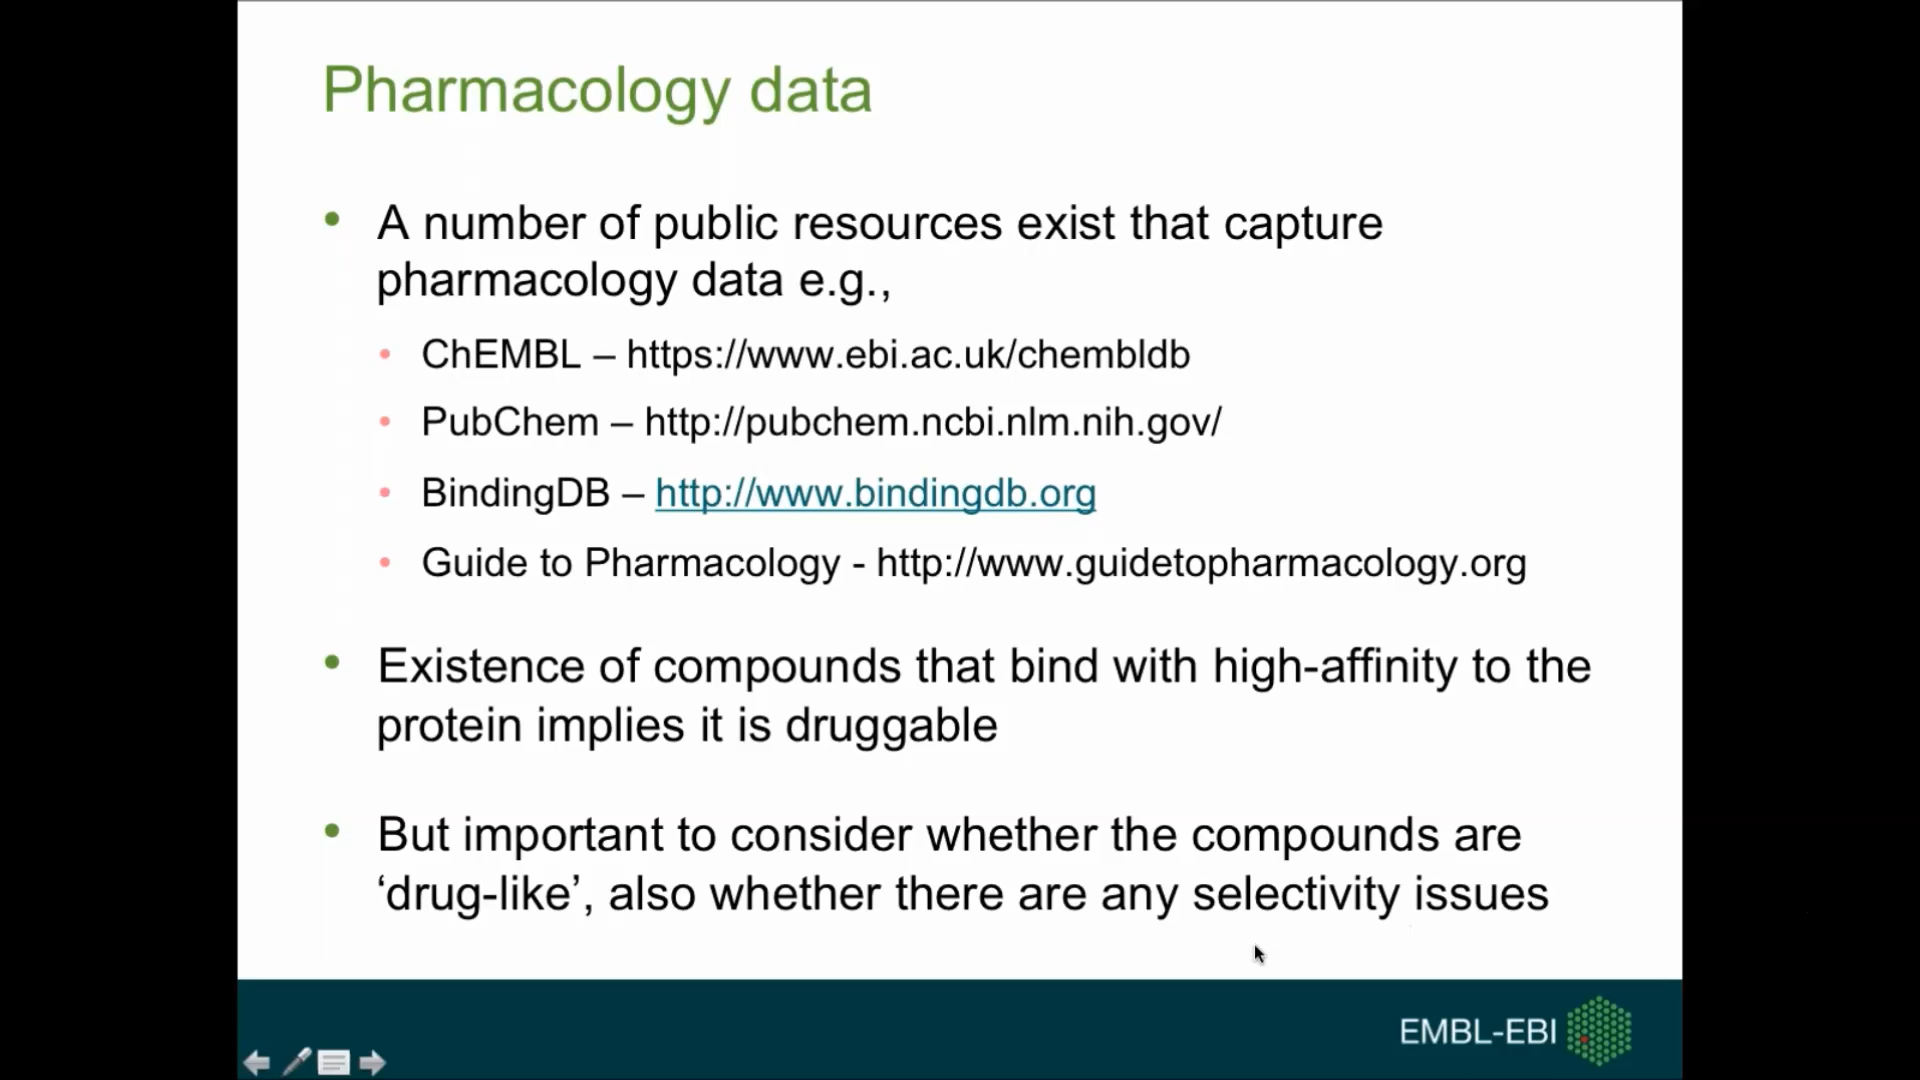 Pharmacology data
• A number of public resources exist that capture
pharmacology data e.g.,
• ChEMBL – https://www.ebi.ac.uk/chembldb
• PubChem – http://pubchem.ncbi.nlm.nih.gov/
• BindingDB – http://www.bindingdb.org
• Guide to Pharmacology - http://www.guidetopharmacology.org
• Existence of compounds that bind with high-affinity to the
protein implies it is druggable
• But important to consider whether the compounds are
‘drug-like’, also whether there are any selectivity issues
EMBL-EBI